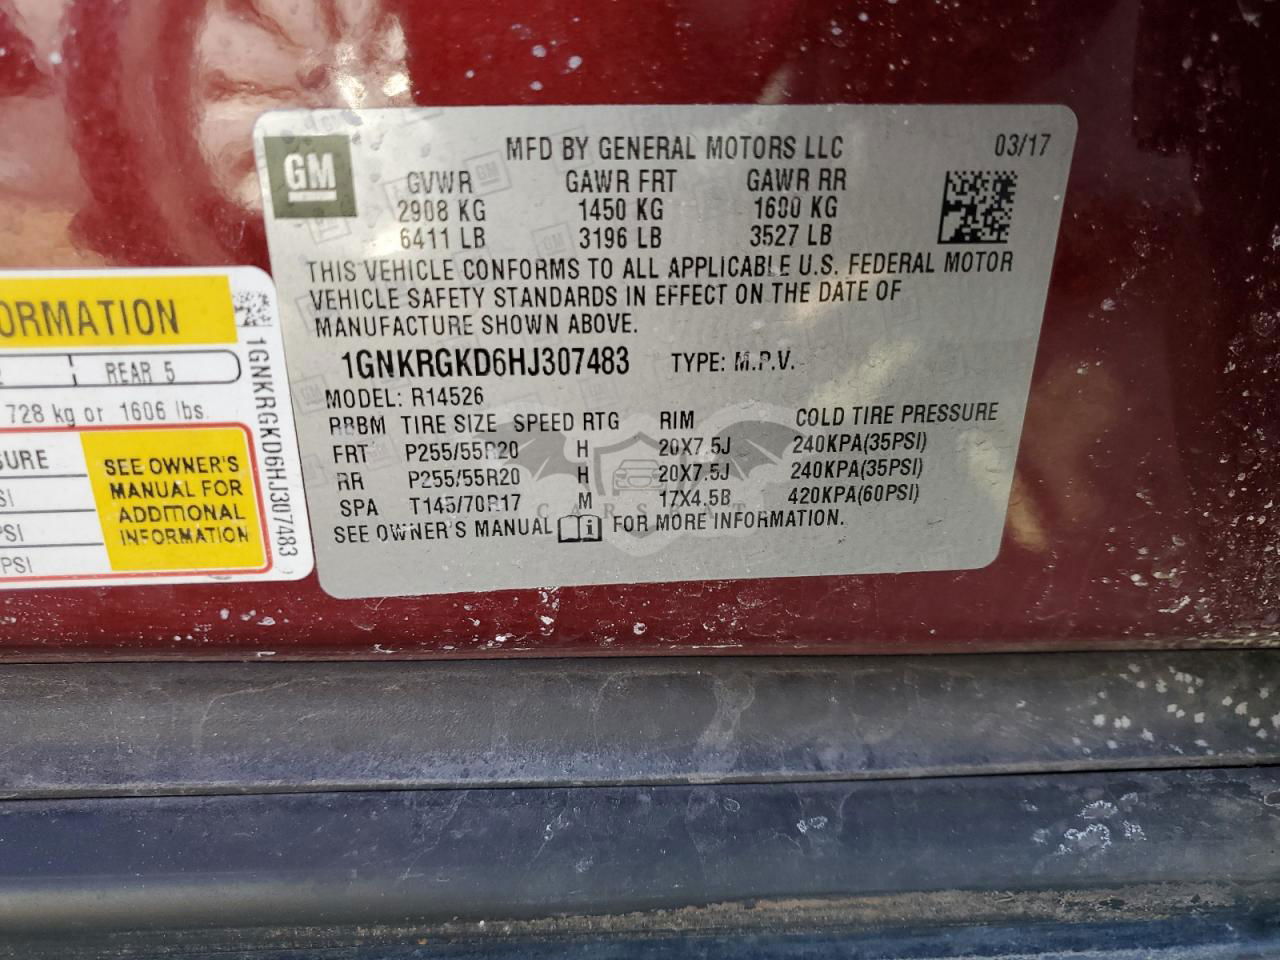 GM
MFD BY GENERAL MOTORS LLC 03/17
GVWR GAWR FRT GAWR RR
2908 KG 1450 KG 1600 KG
6411 LB 3196 LB 3527 LB
THIS VEHICLE CONFORMS TO ALL APPLICABLE U.S. FEDERAL MOTOR
VEHICLE SAFETY STANDARDS IN EFFECT ON THE DATE OF
MANUFACTURE SHOWN ABOVE.
1GNKRGKD6HJ307483 TYPE: M.P.V.
MODEL: R14526
RBBM TIRE SIZE SPEED RTG RIM COLD TIRE PRESSURE
FRT P255/55R20 H 20X7.5J 240KPA(35PSI)
RR P255/55R20 H 20X7.5J 240KPA(35PSI)
SPA T145/70R17 M 17X4.5B 420KPA(60PSI)
SEE OWNER'S MANUAL FOR MORE INFORMATION.
ORMATION
REAR 5
728 kg or 1606 lbs.
SURE
SI
PSI
PSI
SEE OWNER'S
MANUAL FOR
ADDITIONAL
INFORMATION
1GNKRGKD6HJ307483